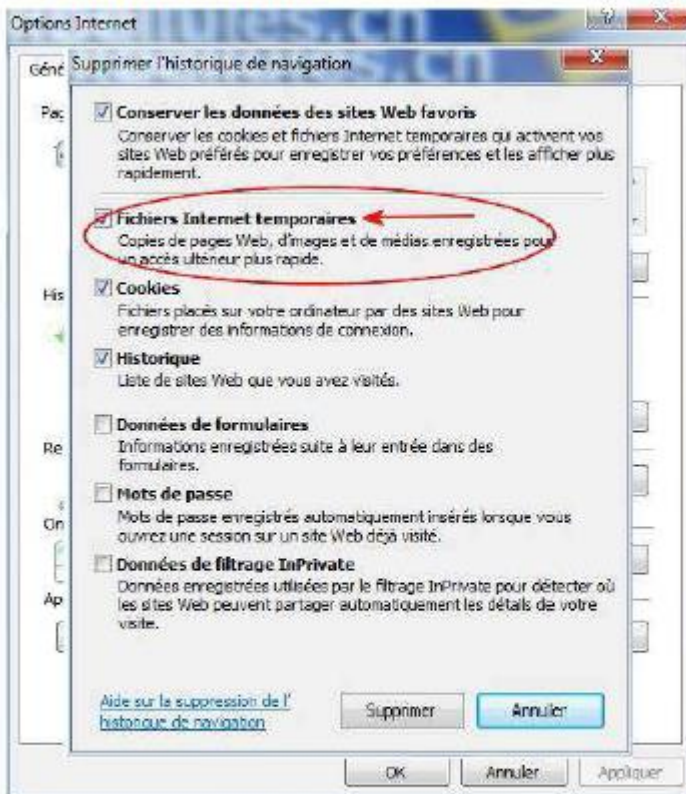 Options Internet
Supprimer l'historique de navigation
Géné
Conserver les données des sites Web favoris
Pag
Conserver les cookies et fichiers Internet temporaires qui activent vos
sites Web préférés pour enregistrer vos préférences et les afficher plus
rapidement.
Fichiers Internet temporaires
Copies de pages Web, d'images et de médias enregistrées pour
un accès ultérieur plus rapide.
Cookies
His
Fichiers placés sur votre ordinateur par des sites Web pour
enregistrer des informations de connexion.
Historique
Liste de sites Web que vous avez visités.
Données de formulaires
Re
Informations enregistrées suite à leur entrée dans des
formulaires.
Mots de passe
Mots de passe enregistrés automatiquement insérés lorsque vous
On
ouvrez une session sur un site Web déjà visité.
Données de filtrage InPrivate
Données enregistrées utilisées par le filtrage InPrivate pour détecter où
Ap
les sites Web peuvent partager automatiquement les détails de votre
visite.
Aide sur la suppression de l'
historique de navigation
Supprimer
Annuler
OK
Annuler
Appliquer